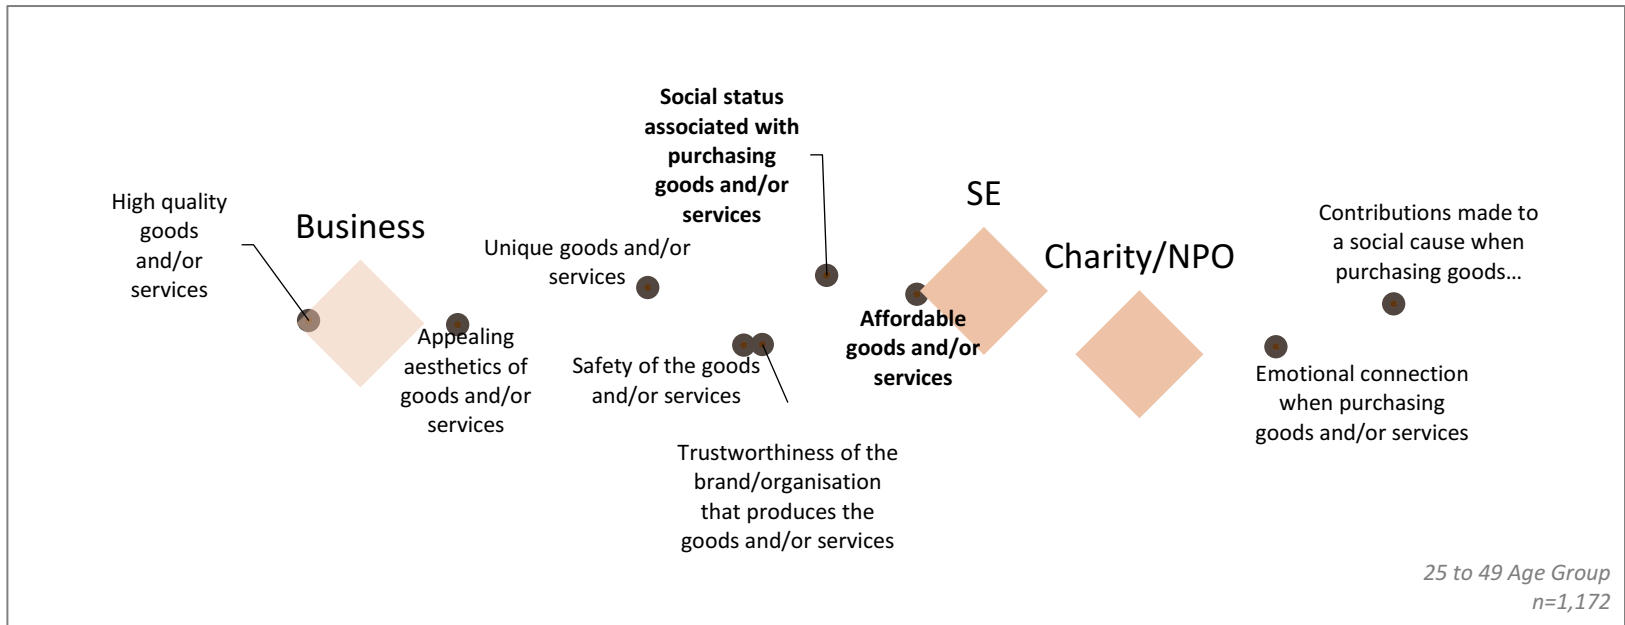 High quality
goods
and/or
services
Business
Appealing
aesthetics of
goods and/or
services
Unique goods and/or
services
Safety of the goods
and/or services
Social status
associated with
purchasing
goods and/or
services
Trustworthiness of the
brand/organisation
that produces the
goods and/or services
Affordable
goods and/or
services
SE
Charity/NPO
Contributions made to
a social cause when
purchasing goods…
Emotional connection
when purchasing
goods and/or services
25 to 49 Age Group
n=1,172